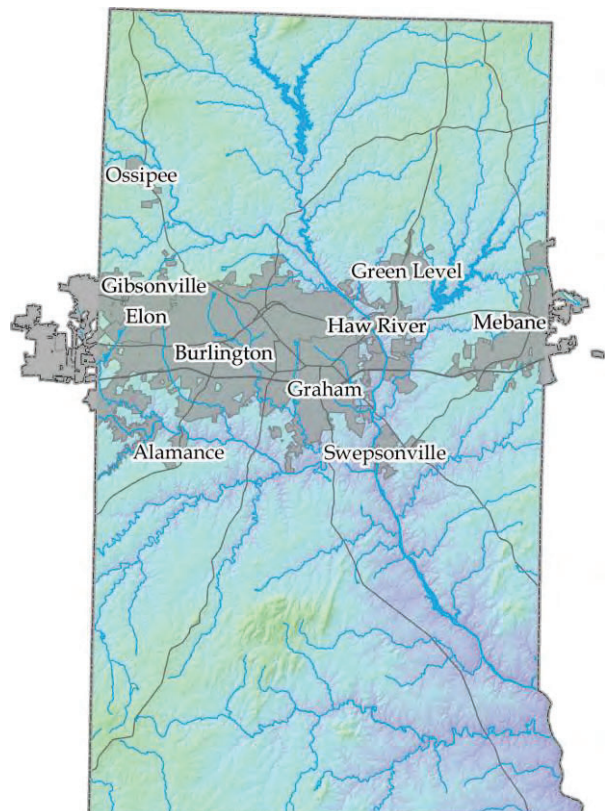 Ossipee
Green Level
Gibsonville
Elon
Haw River
Mebane
Burlington
Graham
Alamance
Swepsonville